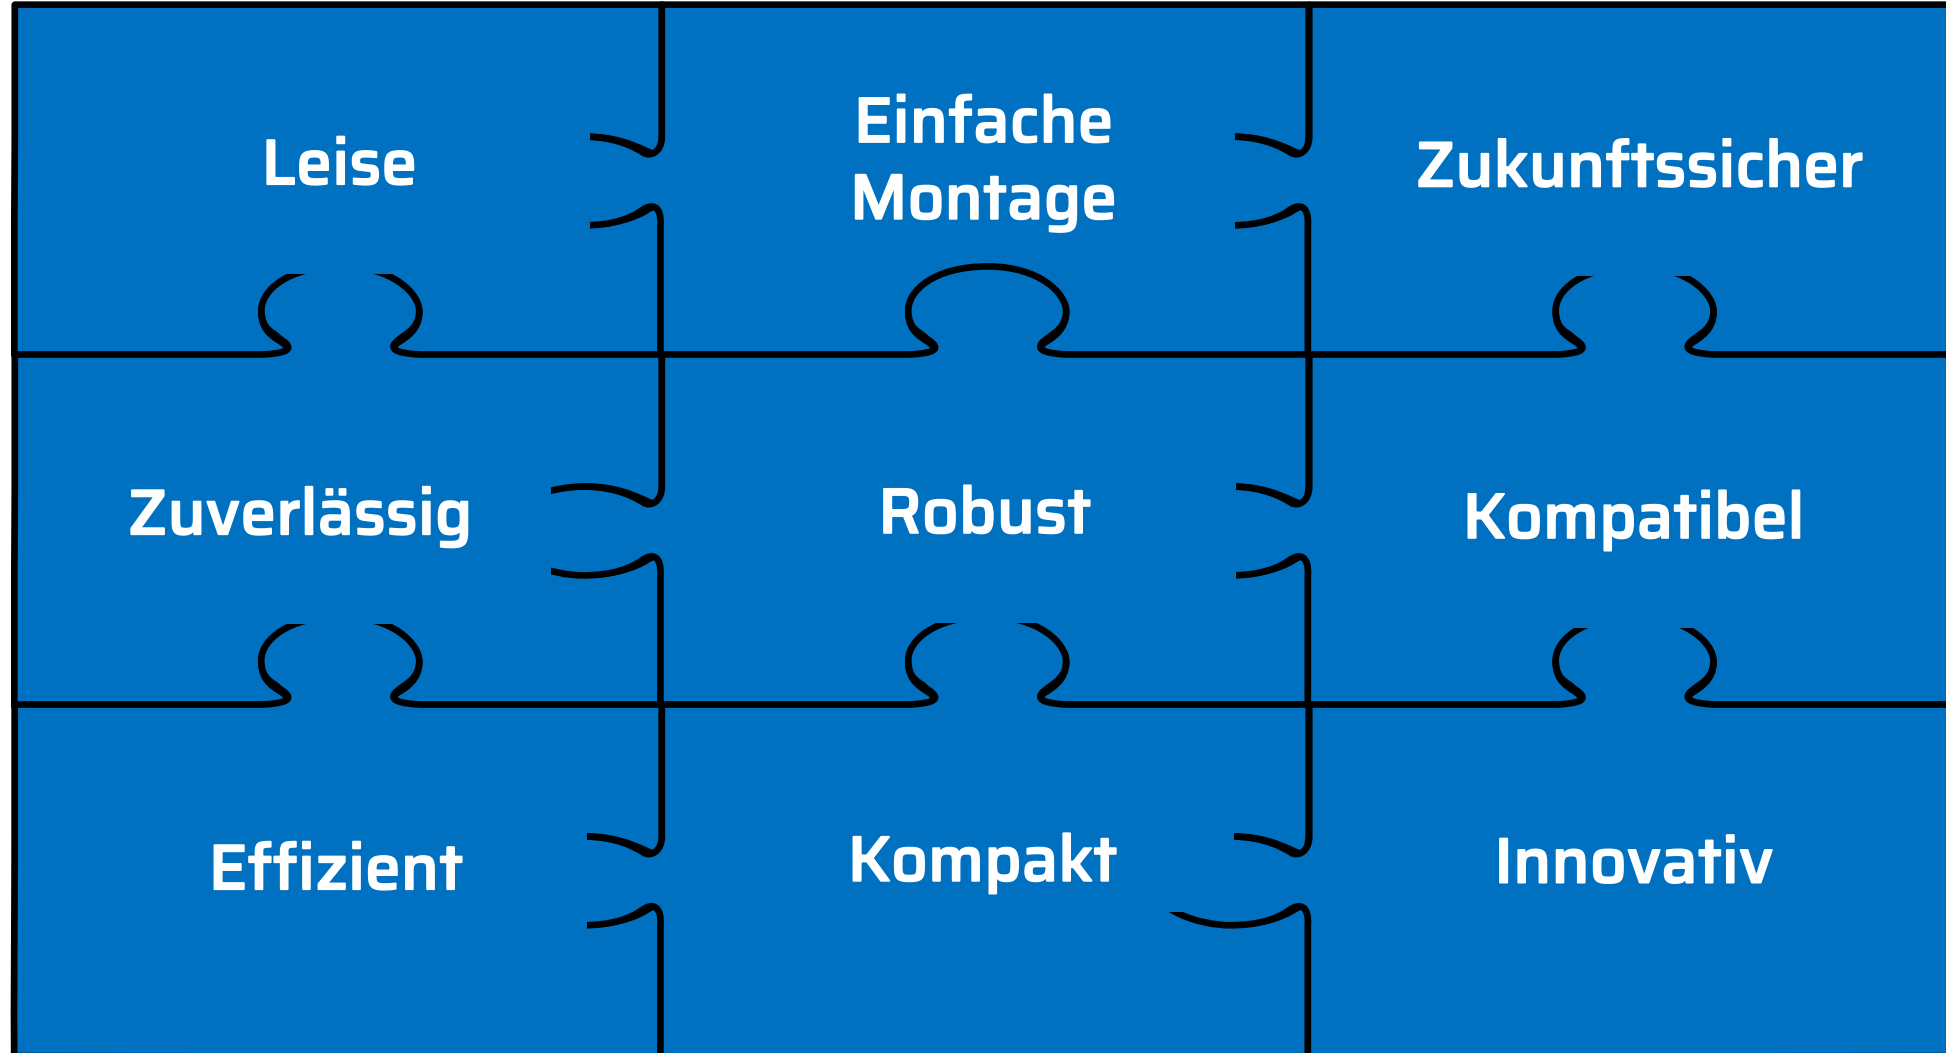 Leise
Einfache
Montage
Zukunftssicher
Zuverlässig
Robust
Kompatibel
Effizient
Kompakt
Innovativ